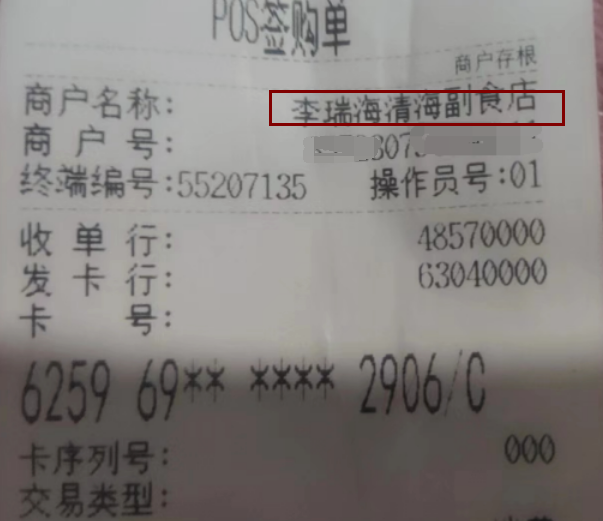 POS签购单
商户存根
商户名称: 李瑞海清海副食店
商 户 号:
终端编号:55207135 操作员号:01
收 单 行: 48570000
发 卡 行: 63040000
卡 号:
6259 69** **** 2906/C
卡序列号: 000
交易类型: